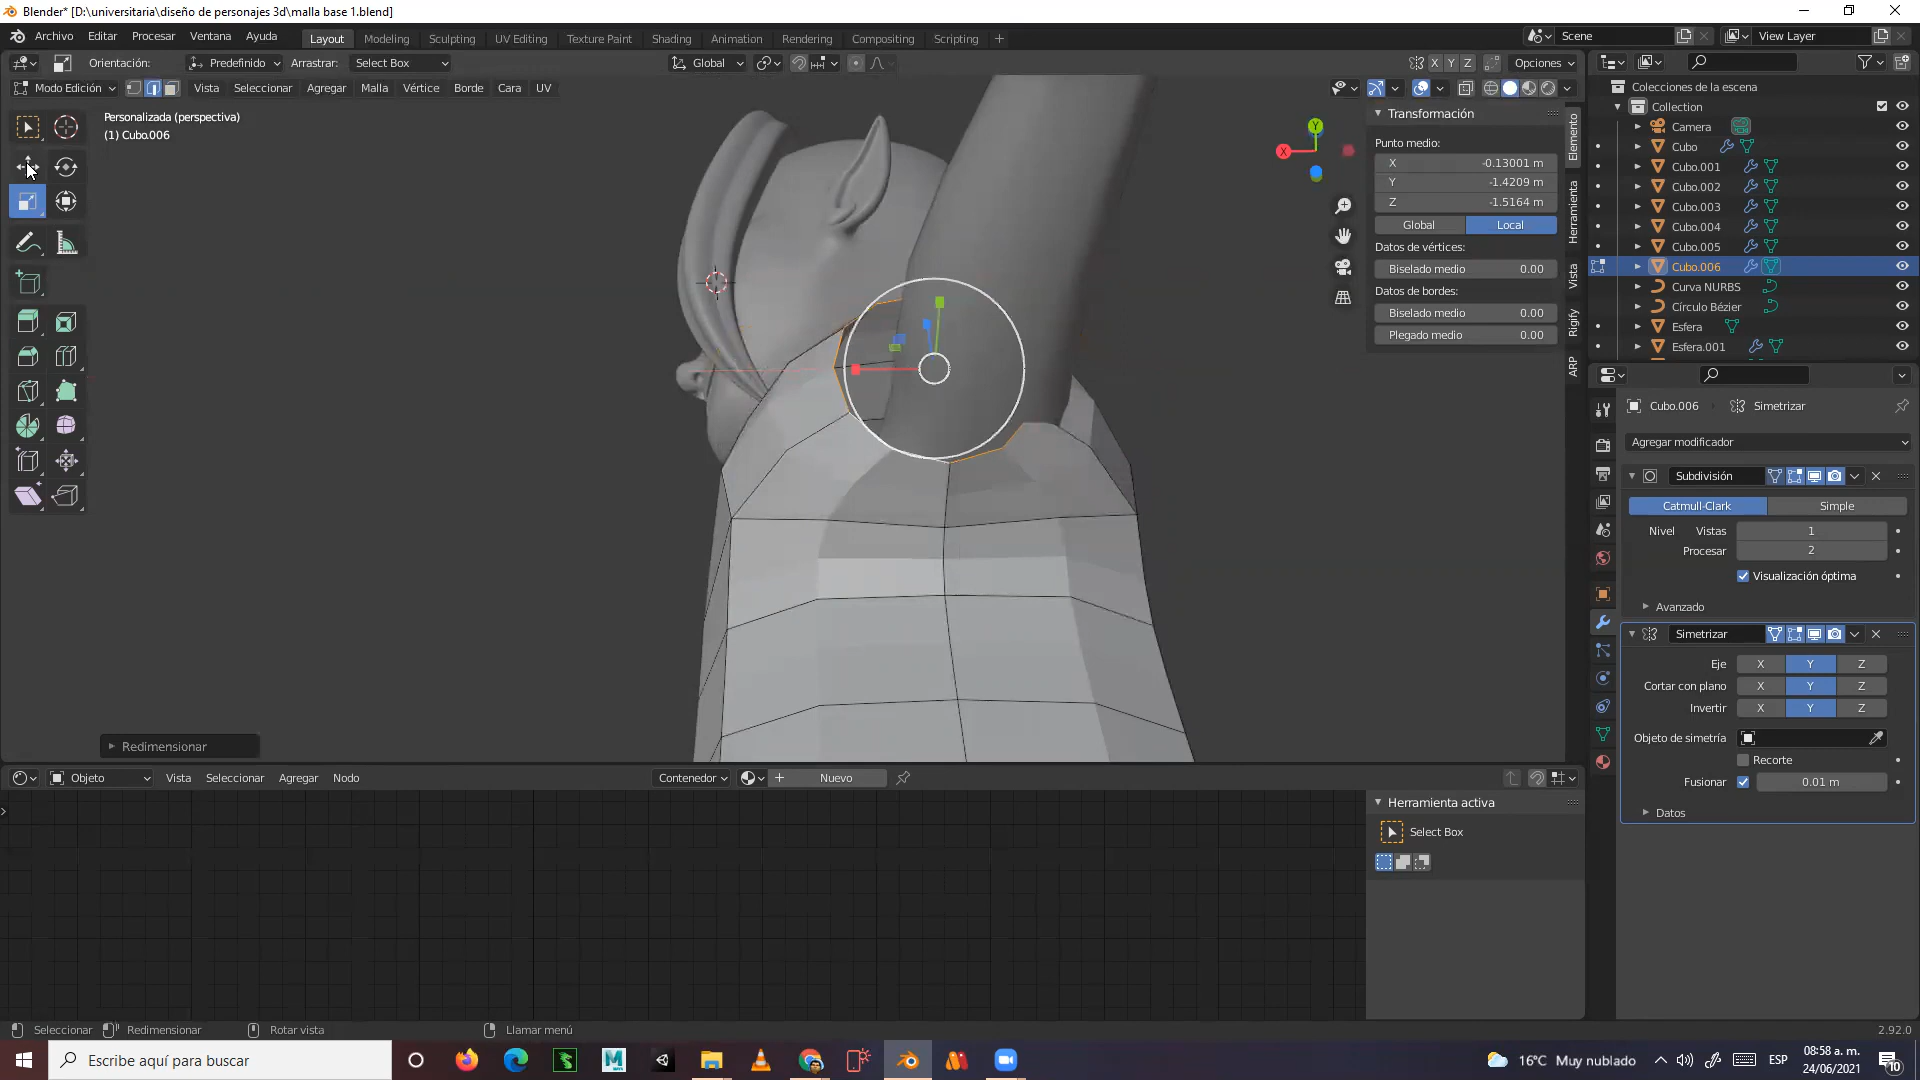 Blender* [D:\universitaria\diseño de personajes 3d\malla base 1.blend]
Archivo Editar Procesar Ventana Ayuda Layout Modeling Sculpting UV Editing Texture Paint Shading Animation Rendering Compositing Scripting + Scene View Layer
Orientación: Predefinido Arrastrar: Select Box Global X Y Z Opciones
Modo Edición Vista Seleccionar Agregar Malla Vértice Borde Cara UV
Personalizada (perspectiva)
(1) Cubo.006
Y
X
Transformación
Punto medio:
X -0.13001 m
Y -1.4209 m
Z -1.5164 m
Global Local
Datos de vértices:
Biselado medio 0.00
Datos de bordes:
Biselado medio 0.00
Plegado medio 0.00
Elemento
Herramienta
Vista
Rigify
ARP
Colecciones de la escena
Collection
Camera
Cubo
Cubo.001
Cubo.002
Cubo.003
Cubo.004
Cubo.005
Cubo.006
Curva NURBS
Círculo Bézier
Esfera
Esfera.001
Cubo.006 Simetrizar
Agregar modificador
Subdivisión
Catmull-Clark Simple
Nivel Vistas 1
Procesar 2
Visualización óptima
Avanzado
Simetrizar
Eje X Y Z
Cortar con plano X Y Z
Invertir X Y Z
Objeto de simetría
Recorte
Fusionar 0.01 m
Datos
Redimensionar
Objeto Vista Seleccionar Agregar Nodo Contenedor Nuevo
Herramienta activa
Select Box
Seleccionar Redimensionar Rotar vista Llamar menú 2.92.0
Escribe aquí para buscar
16°C Muy nublado ESP
08:58 a. m.
24/06/2021
10